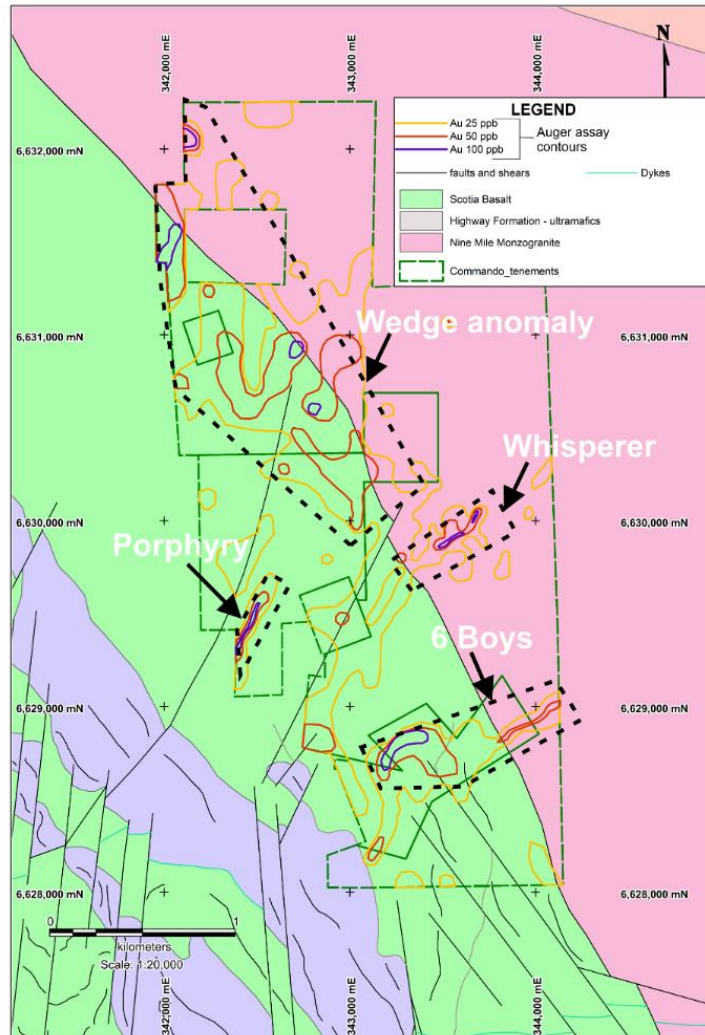 342,000 mE
343,000 mE
344,000 mE
N
LEGEND
Au 25 ppb
Au 50 ppb
Au 100 ppb
Auger assay
contours
faults and shears
Dykes
Scotia Basalt
Highway Formation - ultramafics
Nine Mile Monzogranite
Commando_tenements
6,632,000 mN
6,631,000 mN
6,631,000 mN
Wedge anomaly
Whisperer
6,630,000 mN
6,630,000 mN
Porphyry
6 Boys
6,629,000 mN
6,629,000 mN
6,628,000 mN
6,628,000 mN
0
1
kilometers
Scale: 1:20,000
342,000 mE
343,000 mE
344,000 mE